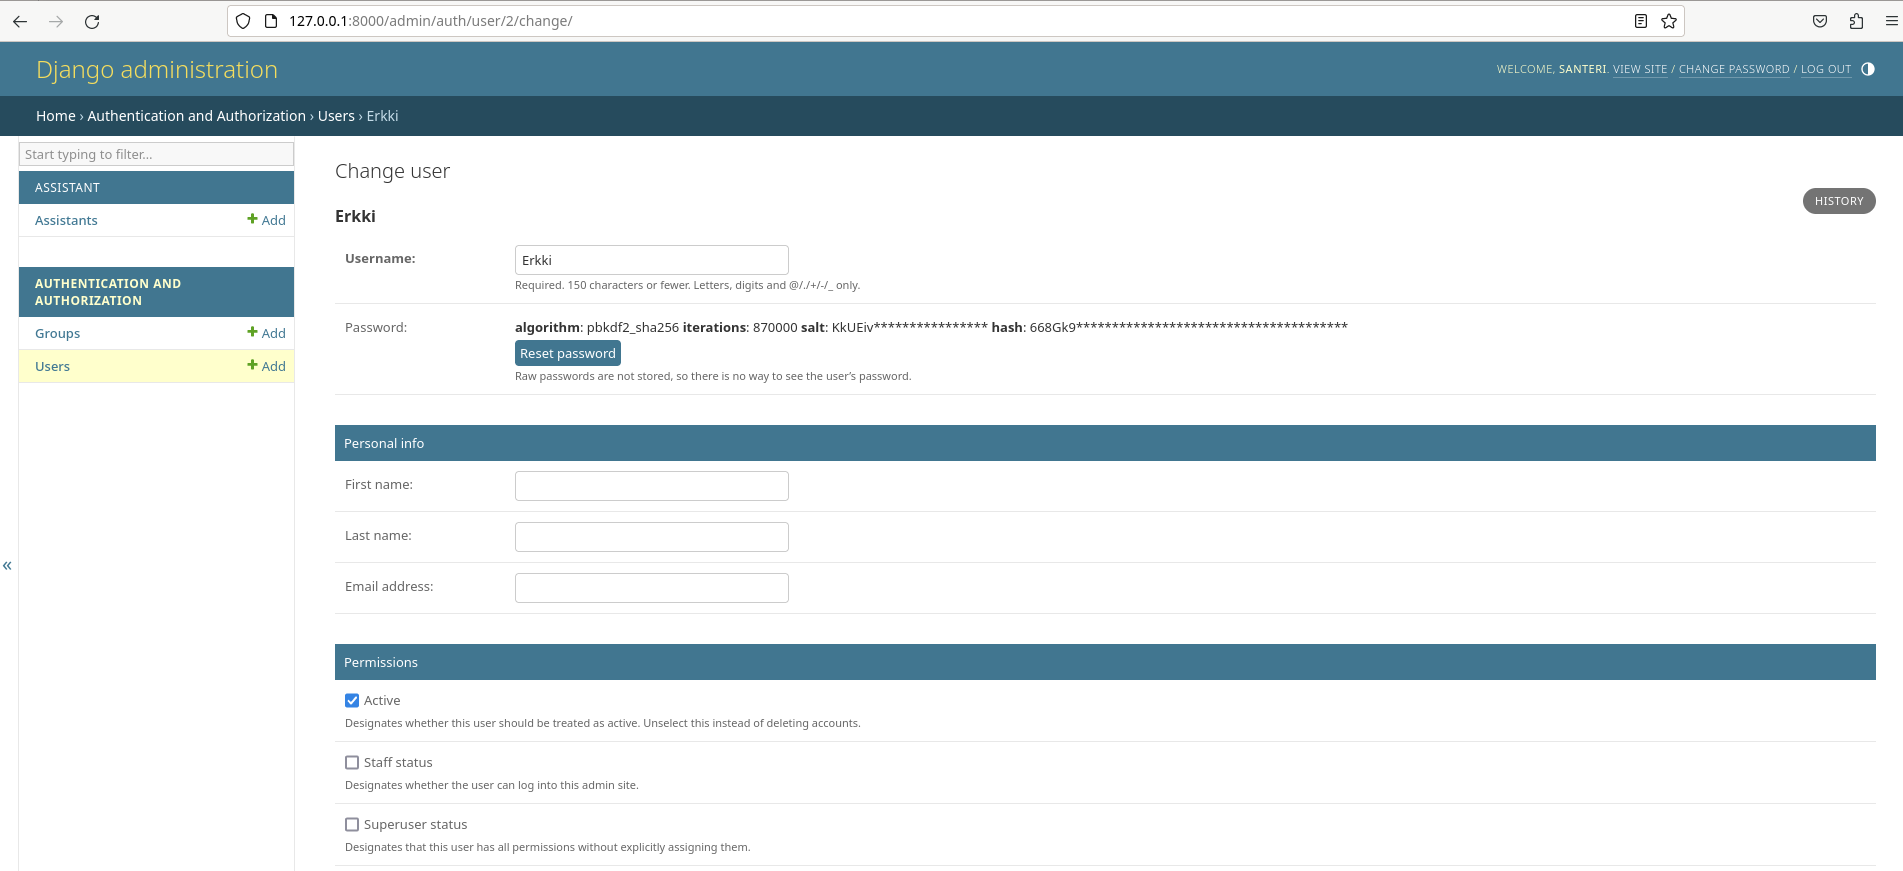 127.0.0.1:8000/admin/auth/user/2/change/
Django administration
WELCOME, SANTERI. VIEW SITE / CHANGE PASSWORD / LOG OUT
Home › Authentication and Authorization › Users › Erkki
Start typing to filter...
ASSISTANT
Assistants + Add
AUTHENTICATION AND
AUTHORIZATION
Groups + Add
Users + Add
«
Change user
HISTORY
Erkki
Username: Erkki
Required. 150 characters or fewer. Letters, digits and @/./+/-/_ only.
Password: algorithm: pbkdf2_sha256 iterations: 870000 salt: KkUEiv**************** hash: 668Gk9**************************************
Reset password
Raw passwords are not stored, so there is no way to see the user's password.
Personal info
First name:
Last name:
Email address:
Permissions
Active
Designates whether this user should be treated as active. Unselect this instead of deleting accounts.
Staff status
Designates whether the user can log into this admin site.
Superuser status
Designates that this user has all permissions without explicitly assigning them.